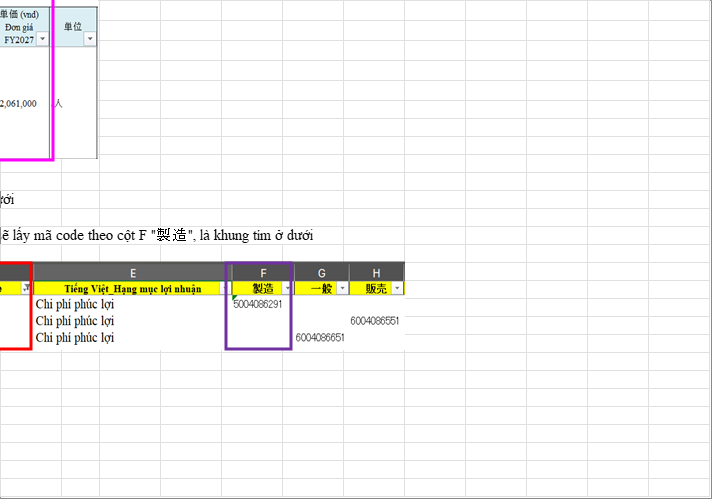 単価 (vnd)
Đơn giá
FY2027
単位
2,061,000 人
ưới
ẽ lấy mã code theo cột F "製造", là khung tím ở dưới
E F G H
e Tiếng Việt_Hạng mục lợi nhuận 製造 一般 販売
Chi phí phúc lợi 5004086291
Chi phí phúc lợi 6004086551
Chi phí phúc lợi 6004086651